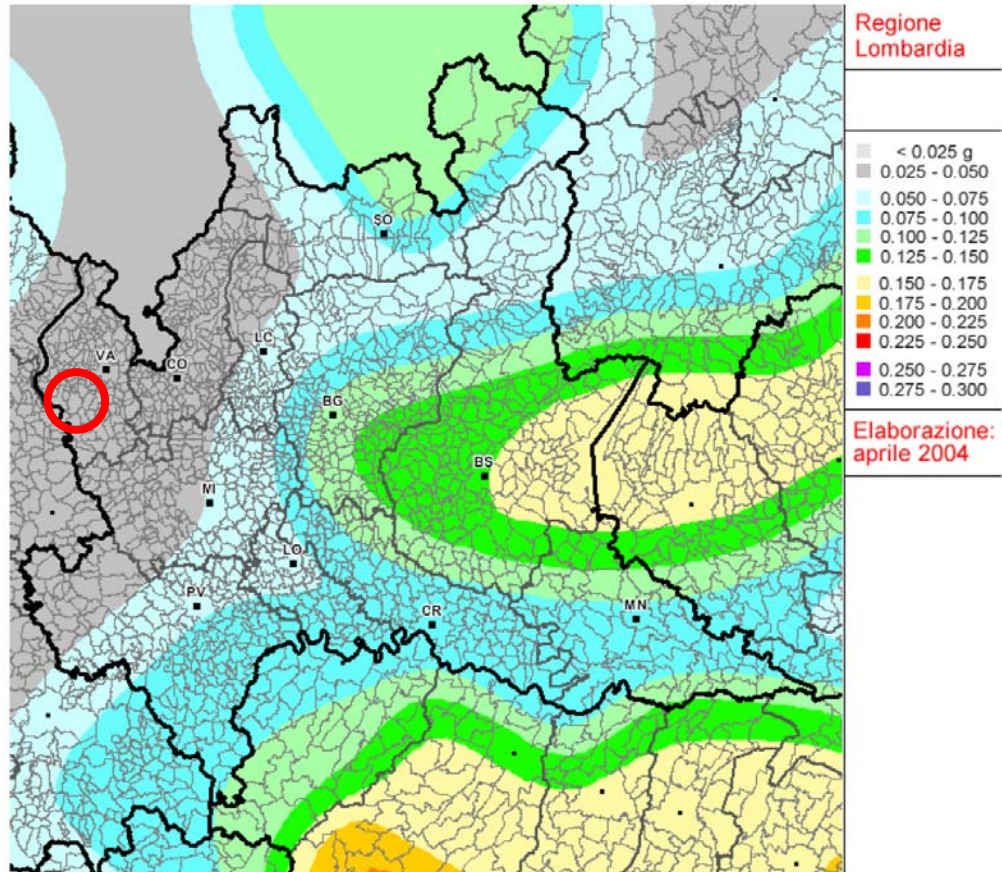 Regione
Lombardia
< 0.025 g
0.025 - 0.050
0.050 - 0.075
0.075 - 0.100
0.100 - 0.125
0.125 - 0.150
0.150 - 0.175
0.175 - 0.200
0.200 - 0.225
0.225 - 0.250
0.250 - 0.275
0.275 - 0.300
Elaborazione:
aprile 2004
SO
LC
VA
CO
BG
BS
MI
LO
PV
CR
MN